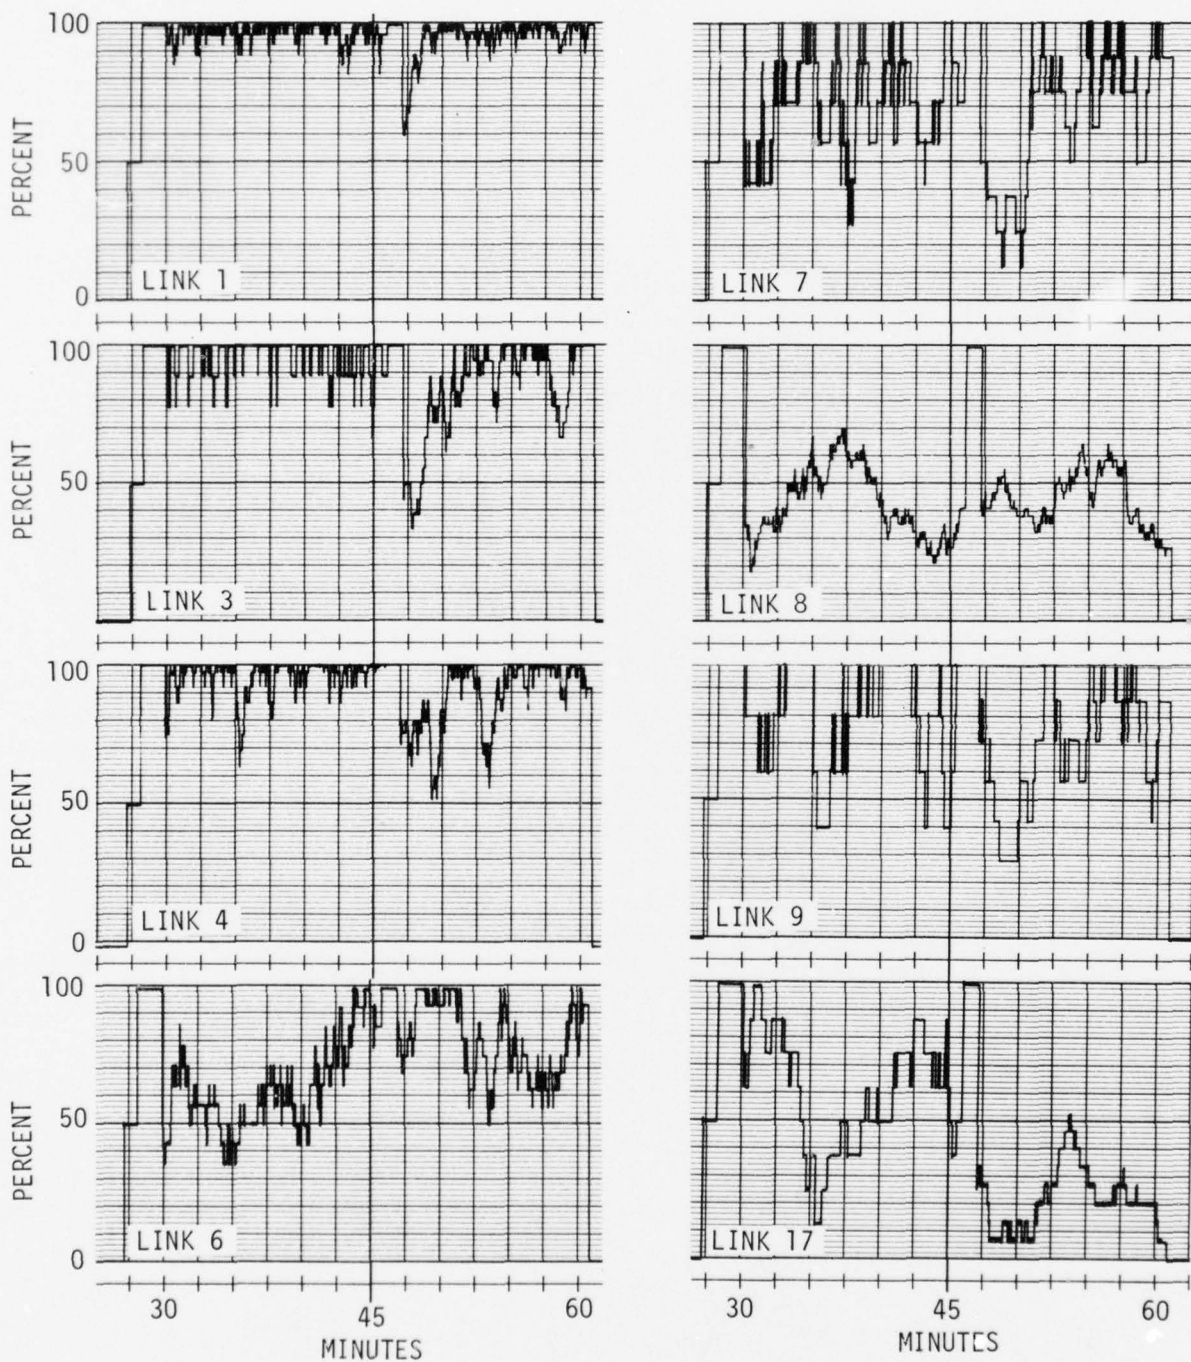 PERCENT
100
50
0
LINK 1
LINK 7
PERCENT
100
50
LINK 3
LINK 8
PERCENT
100
50
0
LINK 4
LINK 9
PERCENT
100
50
0
LINK 6
LINK 17
30 45 60
MINUTES
30 45 60
MINUTES